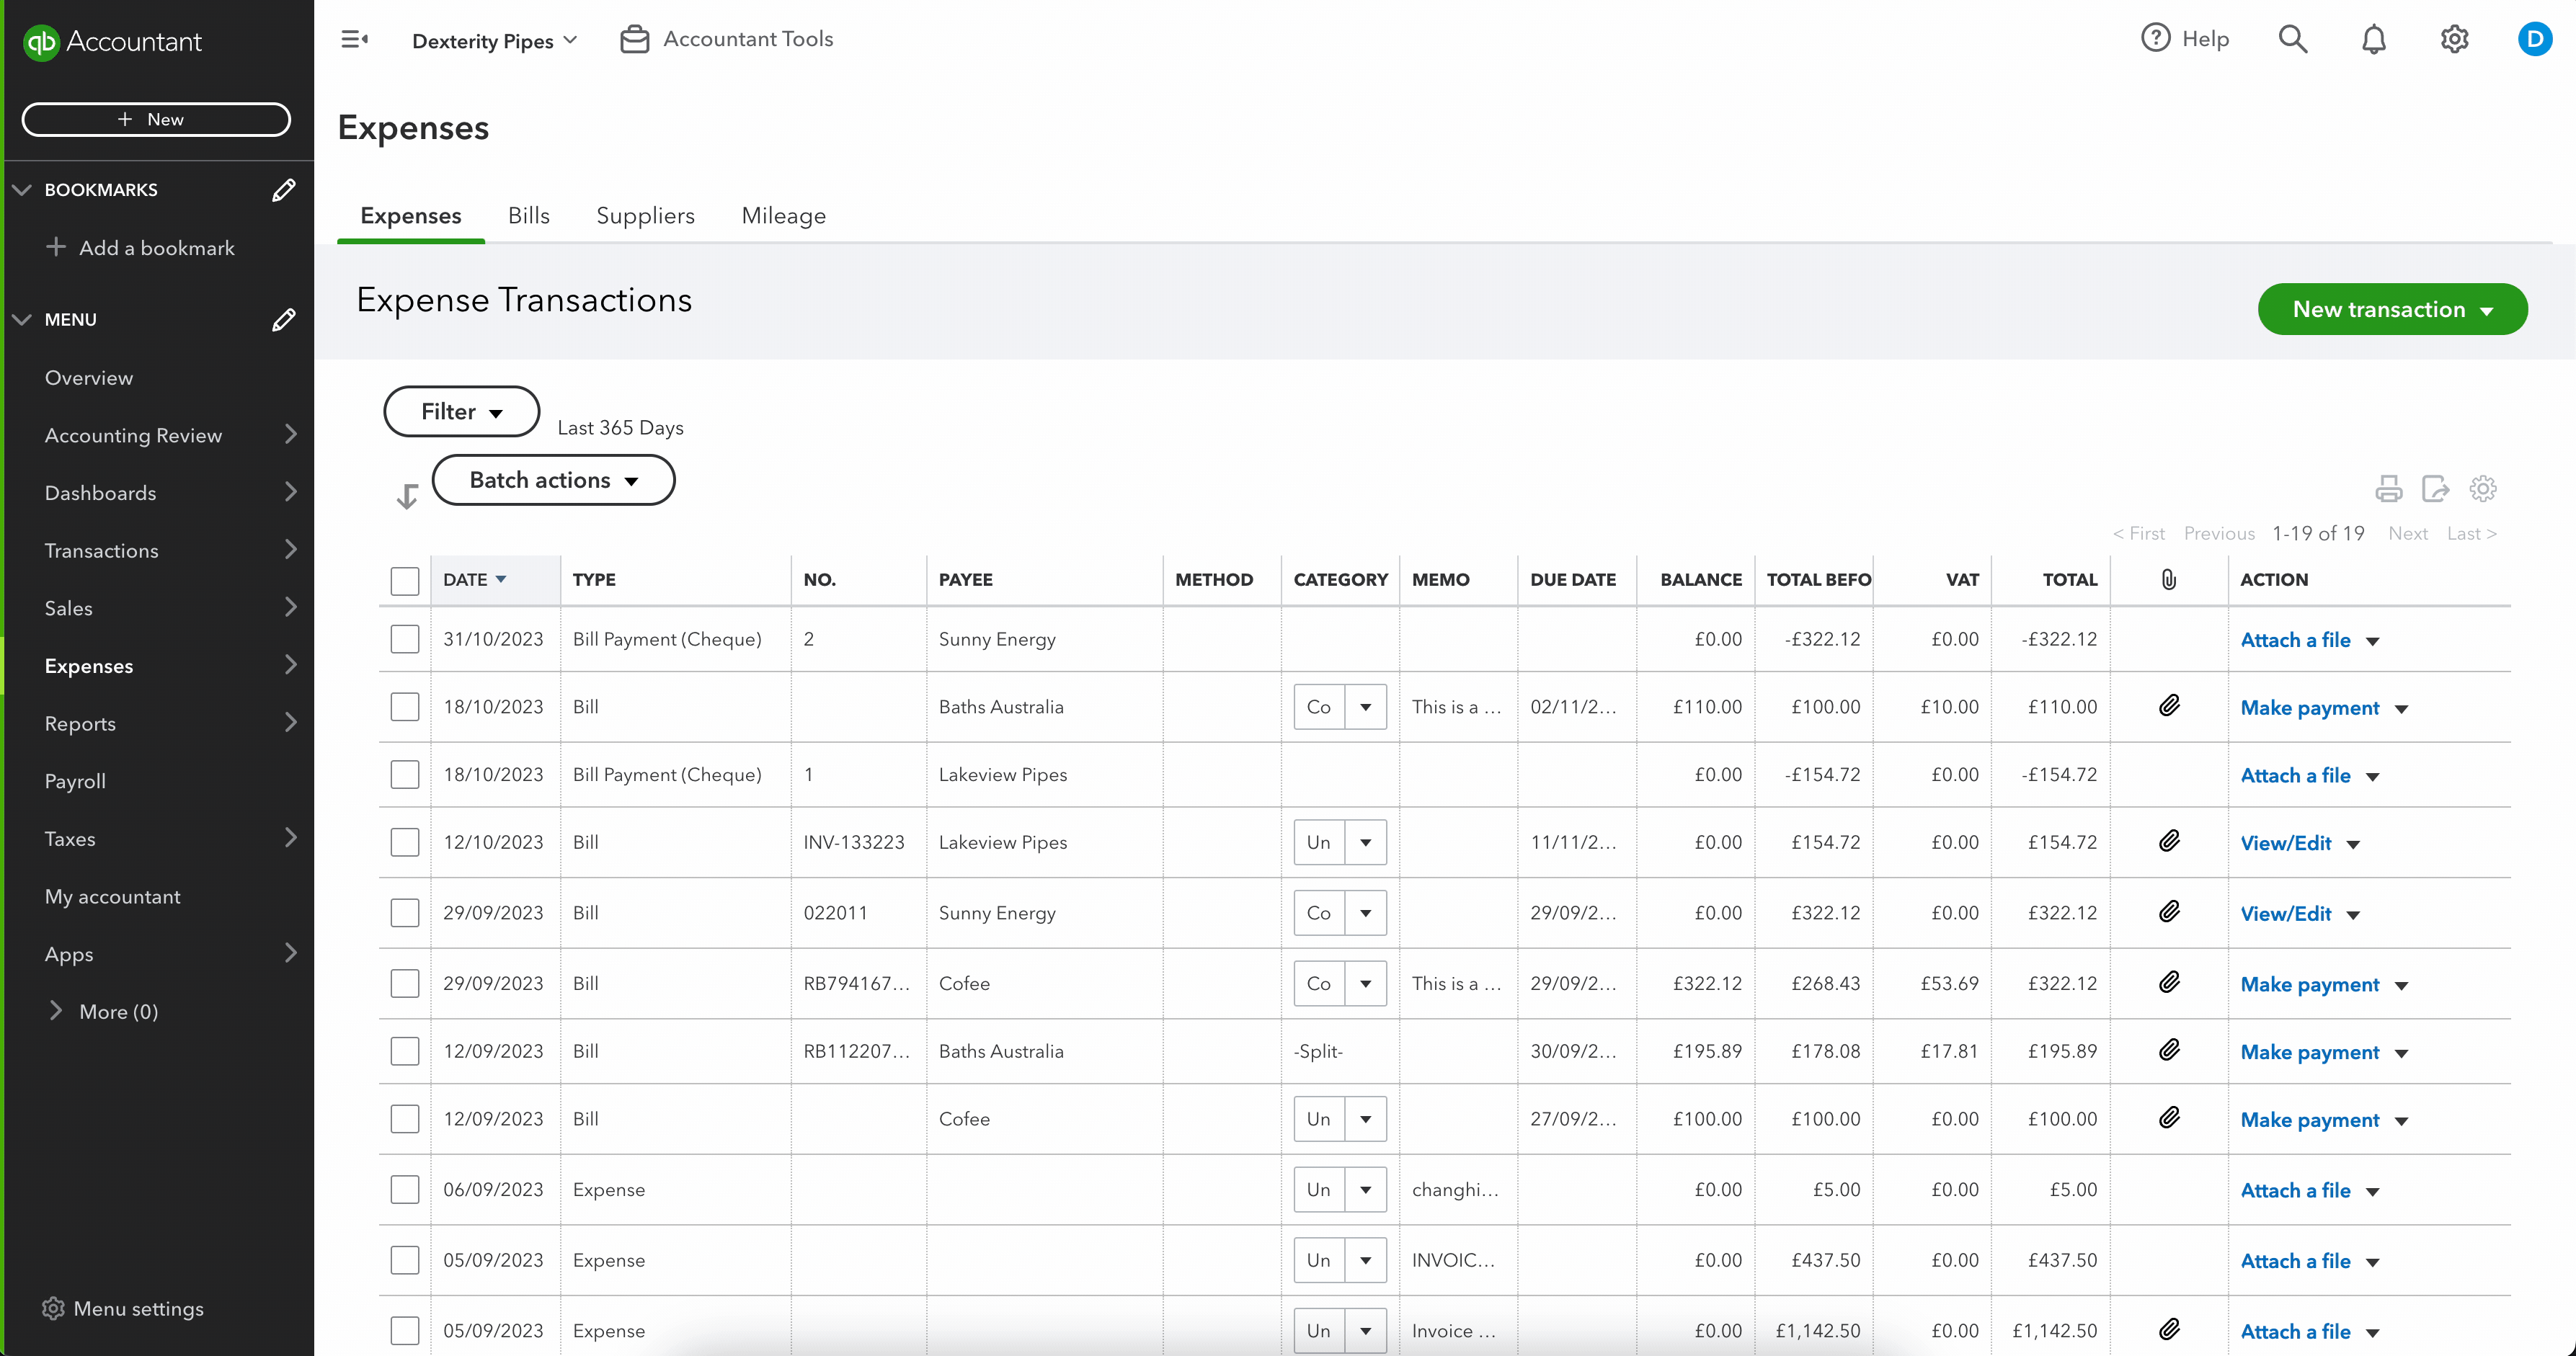 qb Accountant
+ New
BOOKMARKS
+ Add a bookmark
MENU
Overview
Accounting Review
Dashboards
Transactions
Sales
Expenses
Reports
Payroll
Taxes
My accountant
Apps
More (0)
Menu settings
Dexterity Pipes
Accountant Tools
? Help
D
Expenses
Expenses Bills Suppliers Mileage
Expense Transactions
New transaction
Filter
Last 365 Days
Batch actions
< First Previous 1-19 of 19 Next Last >
DATE TYPE NO. PAYEE METHOD CATEGORY MEMO DUE DATE BALANCE TOTAL BEFO VAT TOTAL ACTION
31/10/2023 Bill Payment (Cheque) 2 Sunny Energy £0.00 -£322.12 £0.00 -£322.12 Attach a file
18/10/2023 Bill Baths Australia Co This is a ... 02/11/2... £110.00 £100.00 £10.00 £110.00 Make payment
18/10/2023 Bill Payment (Cheque) 1 Lakeview Pipes £0.00 -£154.72 £0.00 -£154.72 Attach a file
12/10/2023 Bill INV-133223 Lakeview Pipes Un 11/11/2... £0.00 £154.72 £0.00 £154.72 View/Edit
29/09/2023 Bill 022011 Sunny Energy Co 29/09/2... £0.00 £322.12 £0.00 £322.12 View/Edit
29/09/2023 Bill RB794167... Cofee Co This is a ... 29/09/2... £322.12 £268.43 £53.69 £322.12 Make payment
12/09/2023 Bill RB112207... Baths Australia -Split- 30/09/2... £195.89 £178.08 £17.81 £195.89 Make payment
12/09/2023 Bill Cofee Un 27/09/2... £100.00 £100.00 £0.00 £100.00 Make payment
06/09/2023 Expense Un changhi... £0.00 £5.00 £0.00 £5.00 Attach a file
05/09/2023 Expense Un INVOIC... £0.00 £437.50 £0.00 £437.50 Attach a file
05/09/2023 Expense Un Invoice ... £0.00 £1,142.50 £0.00 £1,142.50 Attach a file